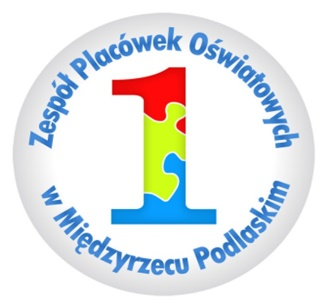 Zespół Placówek Oświatowych
1
w Międzyrzecu Podlaskim